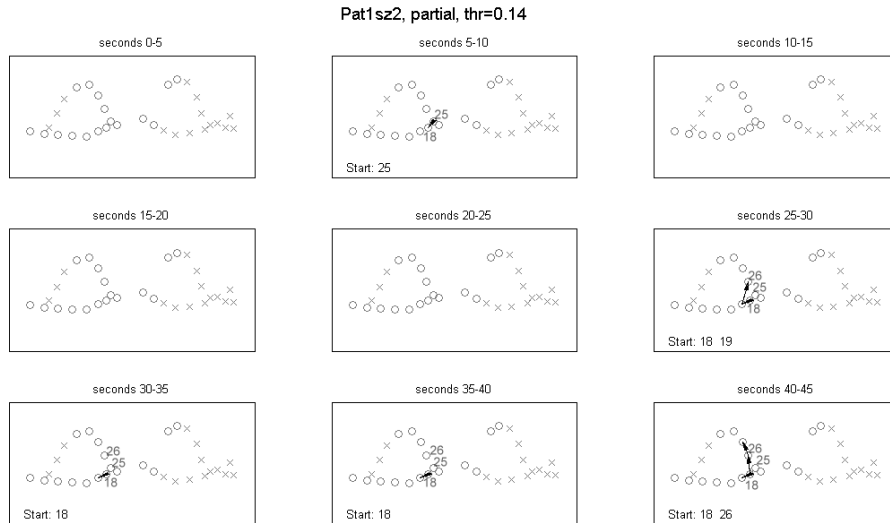 Pat1sz2, partial, thr=0.14
seconds 0-5
seconds 5-10
seconds 10-15
25
18
Start: 25
seconds 15-20
seconds 20-25
seconds 25-30
26
25
18
Start: 18 19
seconds 30-35
seconds 35-40
seconds 40-45
26
25
18
Start: 18
26
25
18
Start: 18
26
25
18
Start: 18 26